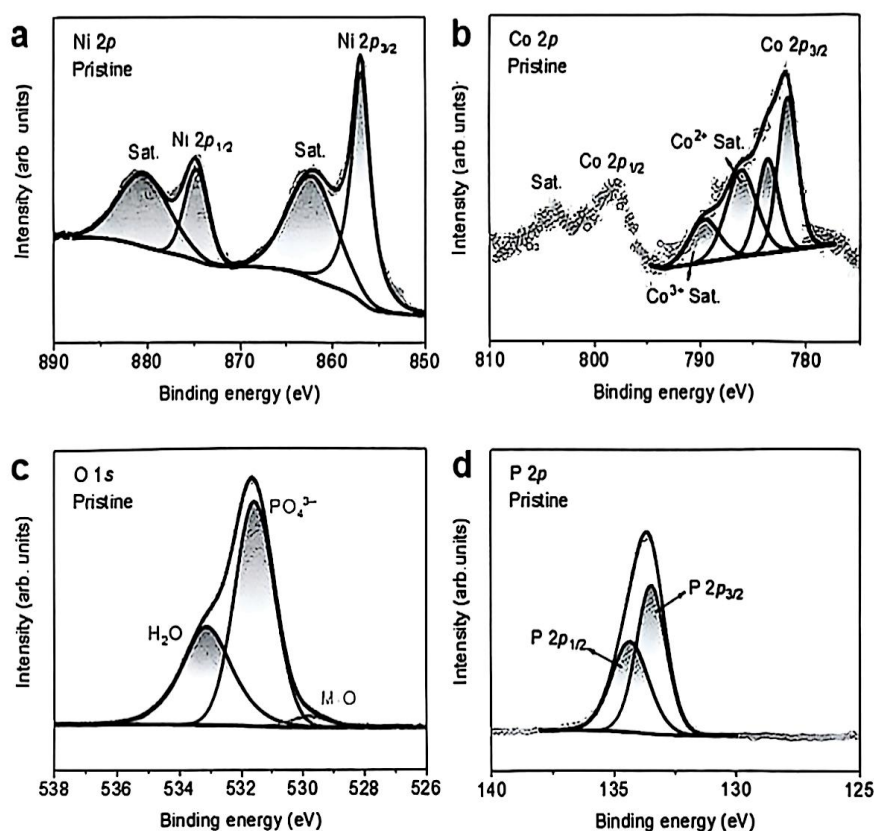 a
Ni 2p
Pristine
Ni 2p3/2
Sat.
Ni 2p1/2
Sat.
Intensity (arb units)
890 880 870 860 850
Binding energy (eV)
b
Co 2p
Pristine
Co 2p3/2
Co2+ Sat.
Co 2p1/2
Sat.
Co3+ Sat.
Intensity (arb units)
810 800 790 780
Binding energy (eV)
c
O 1s
Pristine
PO43−
H2O
M O
Intensity (arb. units)
538 536 534 532 530 528 526
Binding energy (eV)
d
P 2p
Pristine
P 2p3/2
P 2p1/2
Intensity (arb. units)
140 135 130 125
Binding energy (eV)